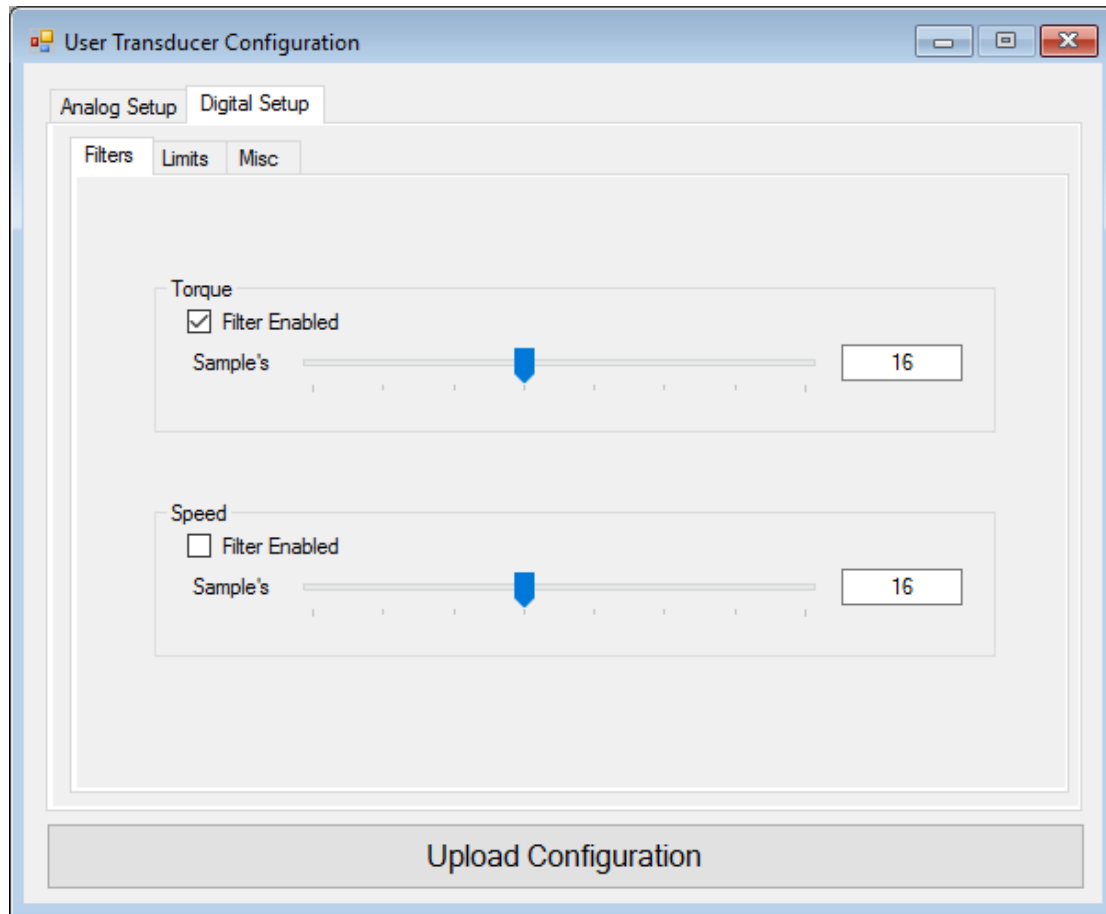 User Transducer Configuration
Analog Setup Digital Setup
Filters Limits Misc
Torque
Filter Enabled
Sample's 16
Speed
Filter Enabled
Sample's 16
Upload Configuration